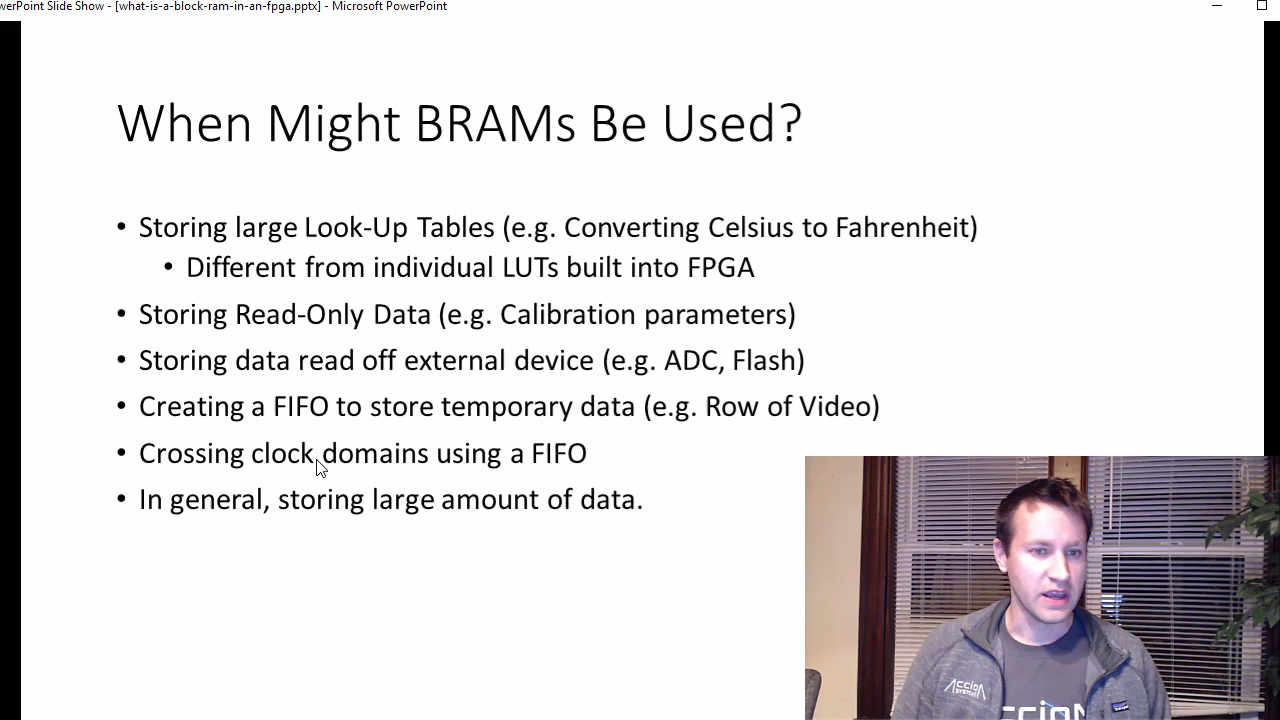 werPoint Slide Show - [what-is-a-block-ram-in-an-fpga.pptx] - Microsoft PowerPoint
When Might BRAMs Be Used?
• Storing large Look-Up Tables (e.g. Converting Celsius to Fahrenheit)
• Different from individual LUTs built into FPGA
• Storing Read-Only Data (e.g. Calibration parameters)
• Storing data read off external device (e.g. ADC, Flash)
• Creating a FIFO to store temporary data (e.g. Row of Video)
• Crossing clock domains using a FIFO
• In general, storing large amount of data.
ACCION
SYSTEMS